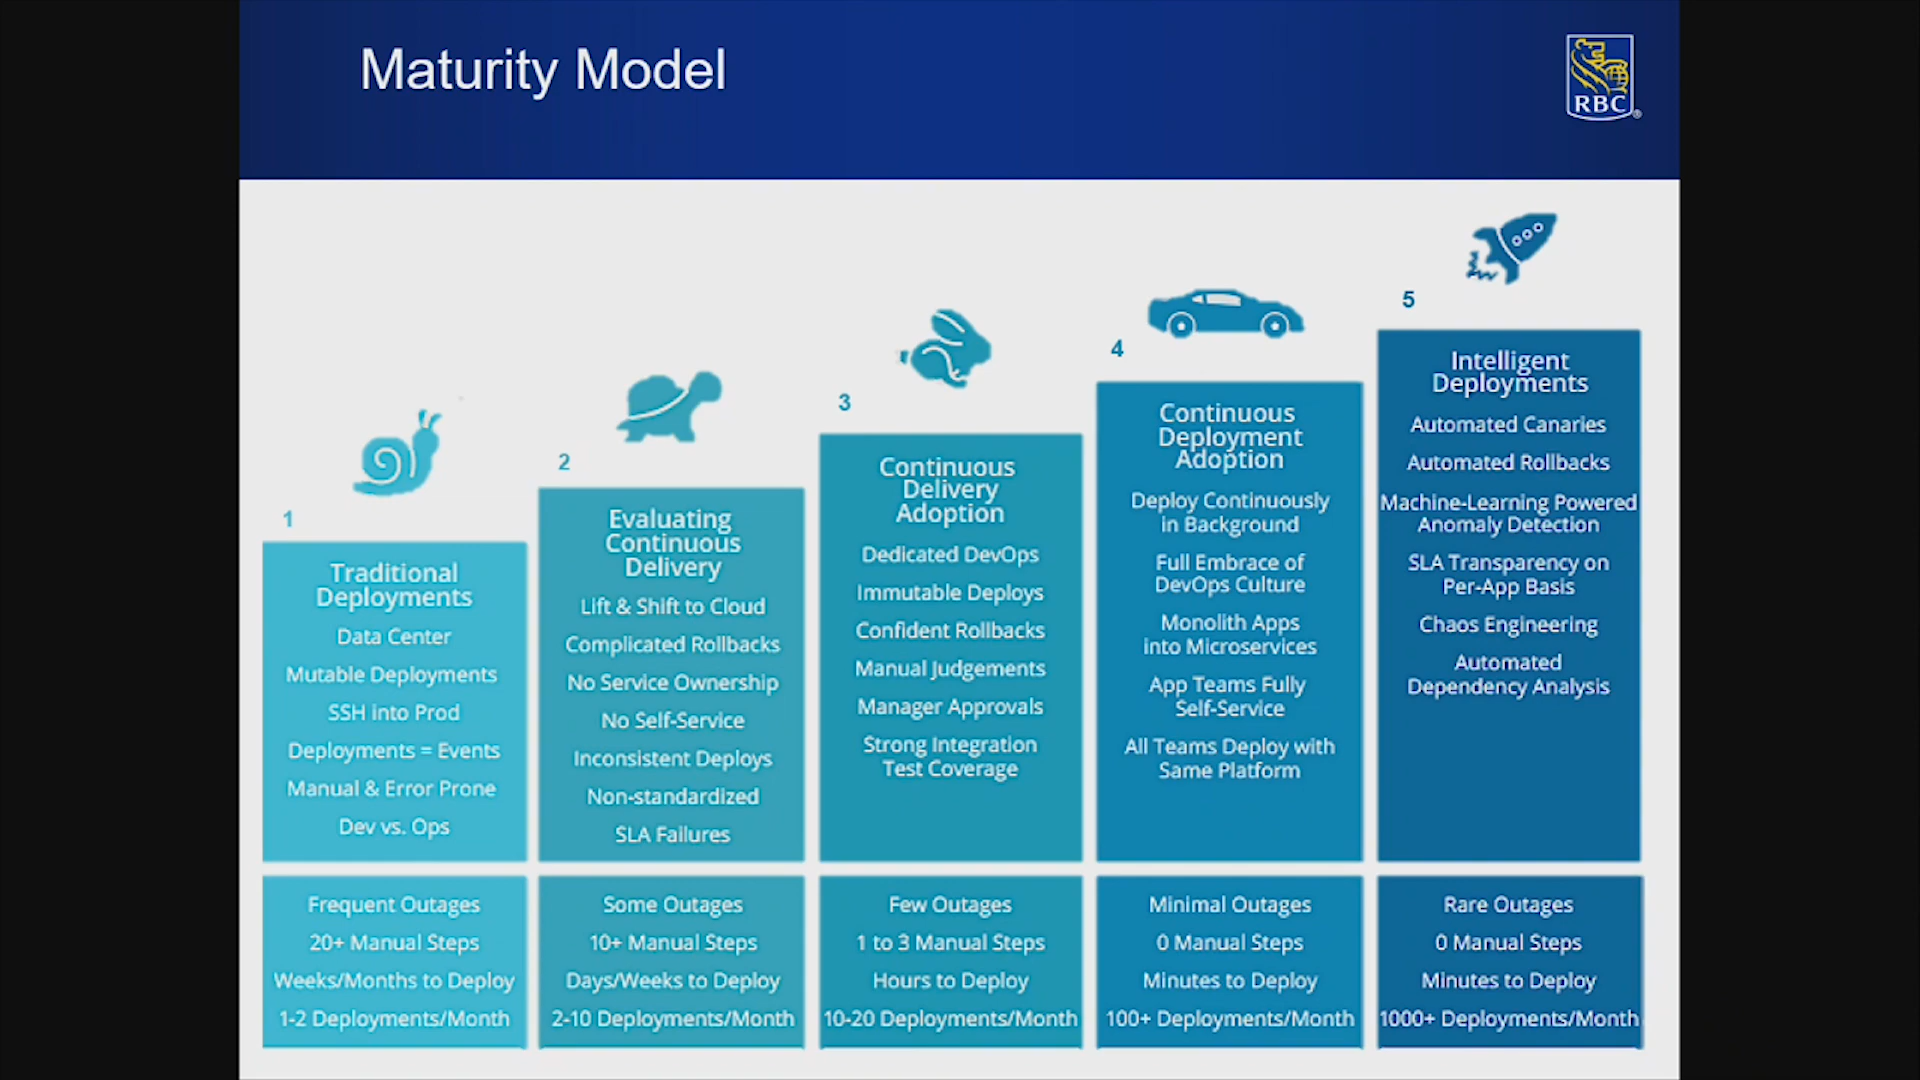 Maturity Model
RBC
1
Traditional
Deployments
Data Center
Mutable Deployments
SSH into Prod
Deployments = Events
Manual & Error Prone
Dev vs. Ops
Frequent Outages
20+ Manual Steps
Weeks/Months to Deploy
1-2 Deployments/Month
2
Evaluating
Continuous
Delivery
Lift & Shift to Cloud
Complicated Rollbacks
No Service Ownership
No Self-Service
Inconsistent Deploys
Non-standardized
SLA Failures
Some Outages
10+ Manual Steps
Days/Weeks to Deploy
2-10 Deployments/Month
3
Continuous
Delivery
Adoption
Dedicated DevOps
Immutable Deploys
Confident Rollbacks
Manual Judgements
Manager Approvals
Strong Integration
Test Coverage
Few Outages
1 to 3 Manual Steps
Hours to Deploy
10-20 Deployments/Month
4
Continuous
Deployment
Adoption
Deploy Continuously
in Background
Full Embrace of
DevOps Culture
Monolith Apps
into Microservices
App Teams Fully
Self-Service
All Teams Deploy with
Same Platform
Minimal Outages
0 Manual Steps
Minutes to Deploy
100+ Deployments/Month
5
Intelligent
Deployments
Automated Canaries
Automated Rollbacks
Machine-Learning Powered
Anomaly Detection
SLA Transparency on
Per-App Basis
Chaos Engineering
Automated
Dependency Analysis
Rare Outages
0 Manual Steps
Minutes to Deploy
1000+ Deployments/Month